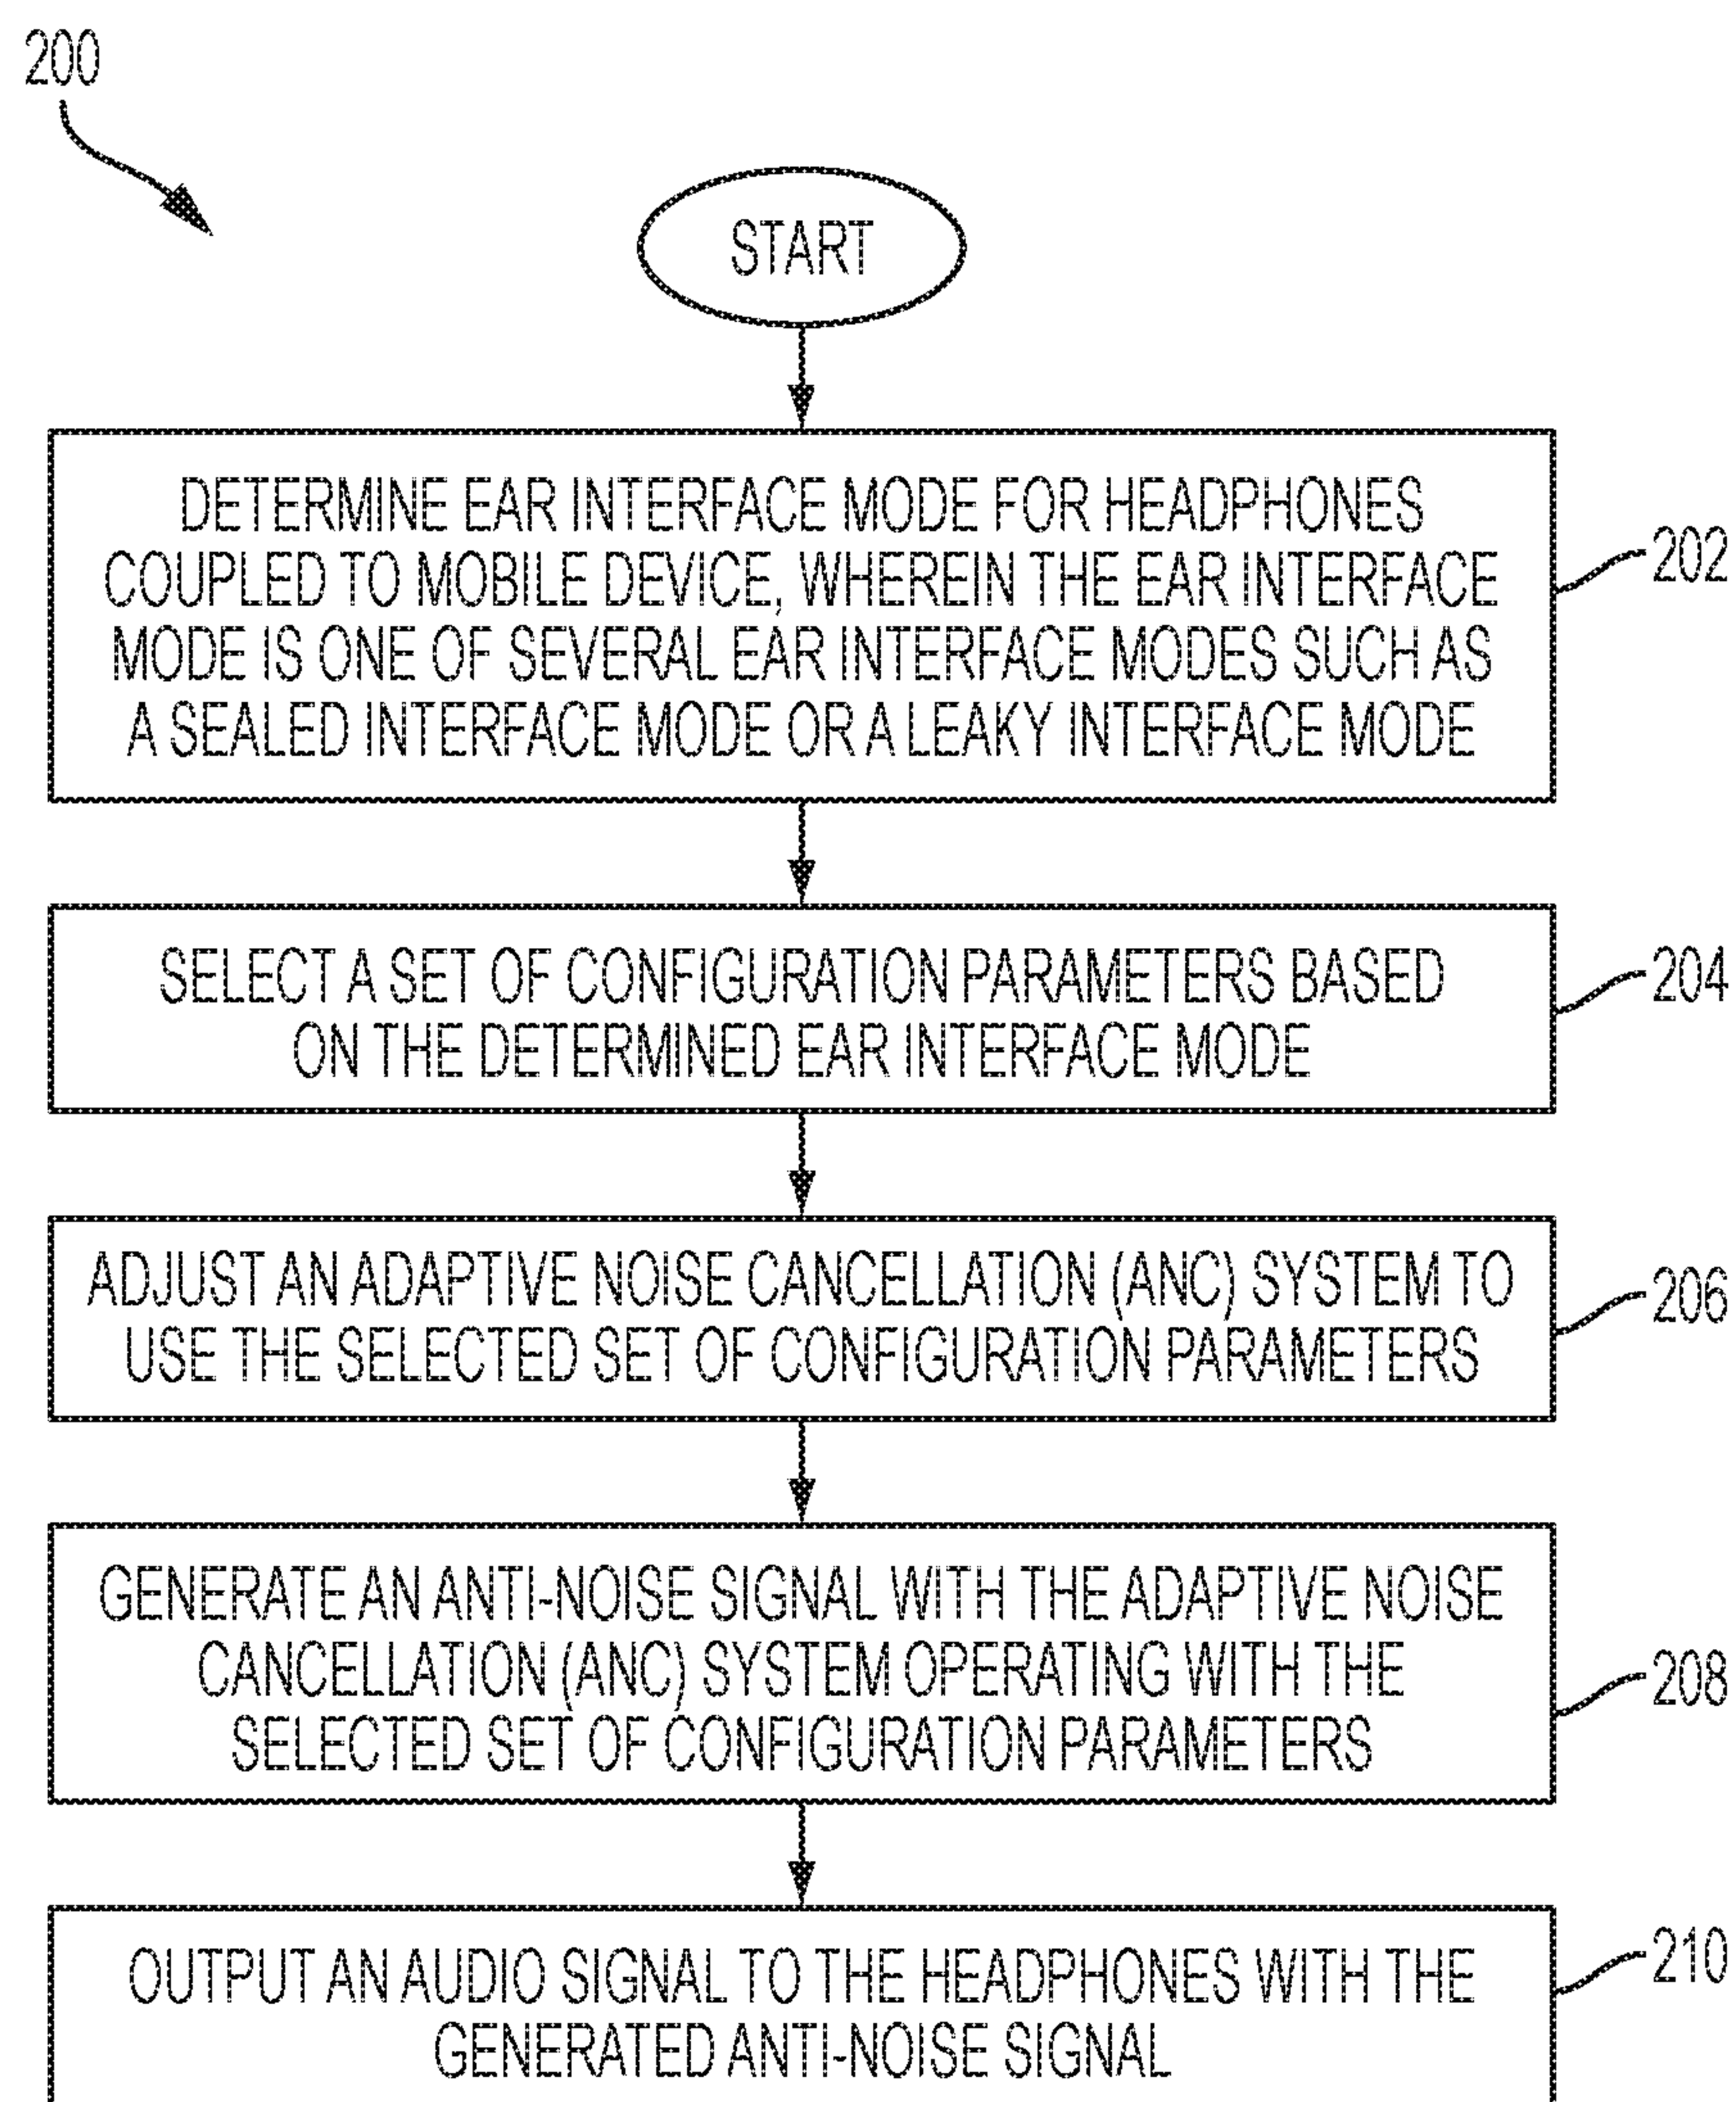 200
START
DETERMINE EAR INTERFACE MODE FOR HEADPHONES
COUPLED TO MOBILE DEVICE, WHEREIN THE EAR INTERFACE
MODE IS ONE OF SEVERAL EAR INTERFACE MODES SUCH AS
A SEALED INTERFACE MODE OR A LEAKY INTERFACE MODE
202
SELECT A SET OF CONFIGURATION PARAMETERS BASED
ON THE DETERMINED EAR INTERFACE MODE
204
ADJUST AN ADAPTIVE NOISE CANCELLATION (ANC) SYSTEM TO
USE THE SELECTED SET OF CONFIGURATION PARAMETERS
206
GENERATE AN ANTI-NOISE SIGNAL WITH THE ADAPTIVE NOISE
CANCELLATION (ANC) SYSTEM OPERATING WITH THE
SELECTED SET OF CONFIGURATION PARAMETERS
208
OUTPUT AN AUDIO SIGNAL TO THE HEADPHONES WITH THE
GENERATED ANTI-NOISE SIGNAL
210